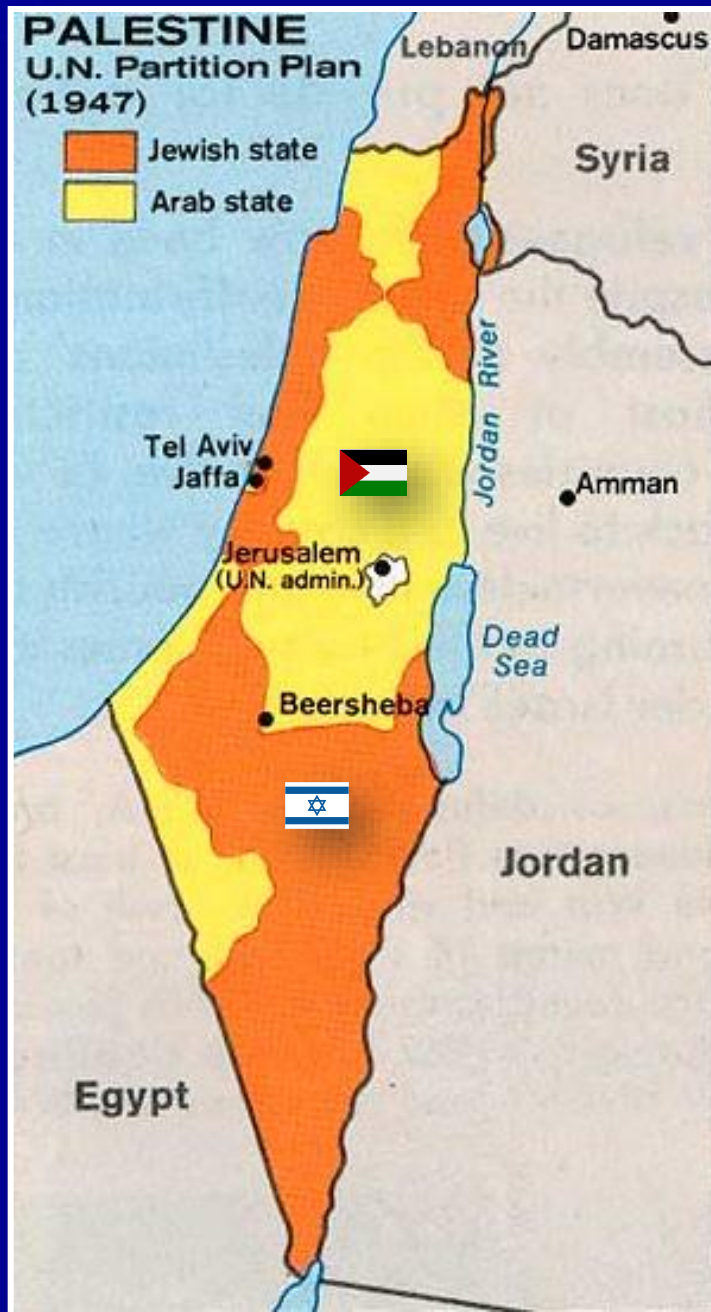 PALESTINE
U.N. Partition Plan
(1947)
Jewish state
Arab state
Lebanon
Damascus
Syria
Jordan River
Tel Aviv
Jaffa
Amman
Jerusalem
(U.N. admin.)
Dead
Sea
Beersheba
Jordan
Egypt